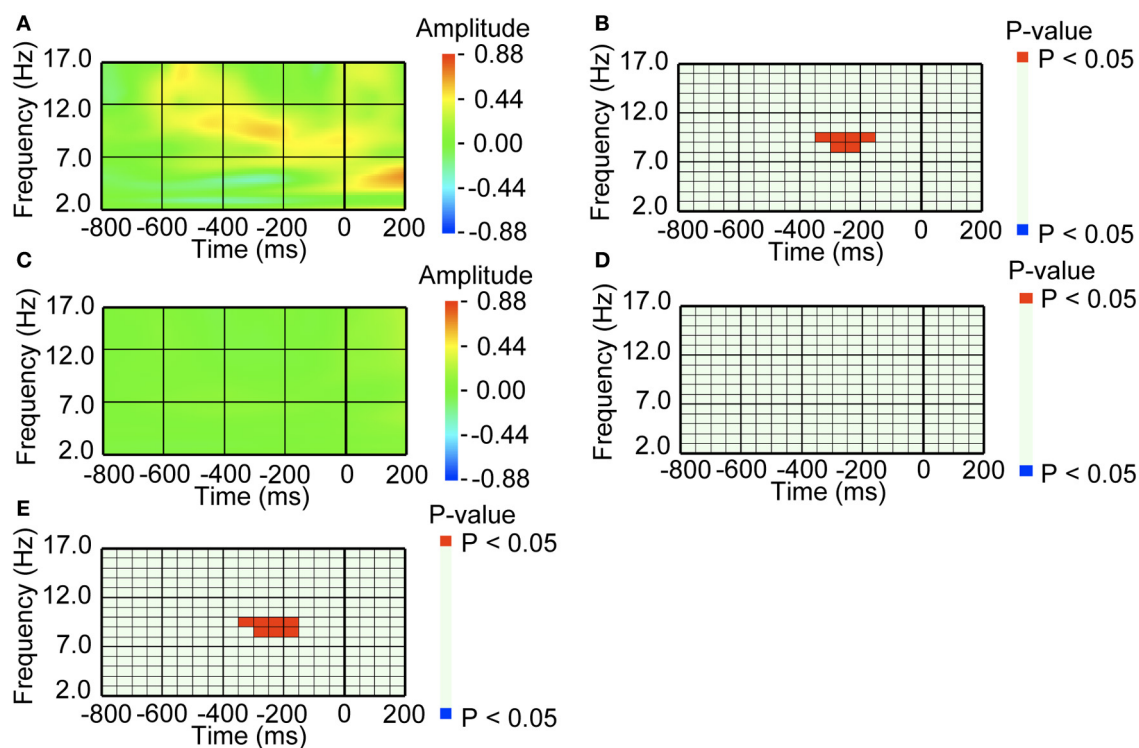 A
Amplitude
Frequency (Hz)
17.0
12.0
7.0
2.0
-800 -600 -400 -200 0 200
Time (ms)
- 0.88
- 0.44
- 0.00
- -0.44
- -0.88
B
P-value
Frequency (Hz)
17.0
12.0
7.0
2.0
-800 -600 -400 -200 0 200
Time (ms)
P < 0.05
P < 0.05
C
Amplitude
Frequency (Hz)
17.0
12.0
7.0
2.0
-800 -600 -400 -200 0 200
Time (ms)
- 0.88
- 0.44
- 0.00
- -0.44
- -0.88
D
P-value
Frequency (Hz)
17.0
12.0
7.0
2.0
-800 -600 -400 -200 0 200
Time (ms)
P < 0.05
P < 0.05
E
P-value
Frequency (Hz)
17.0
12.0
7.0
2.0
-800 -600 -400 -200 0 200
Time (ms)
P < 0.05
P < 0.05